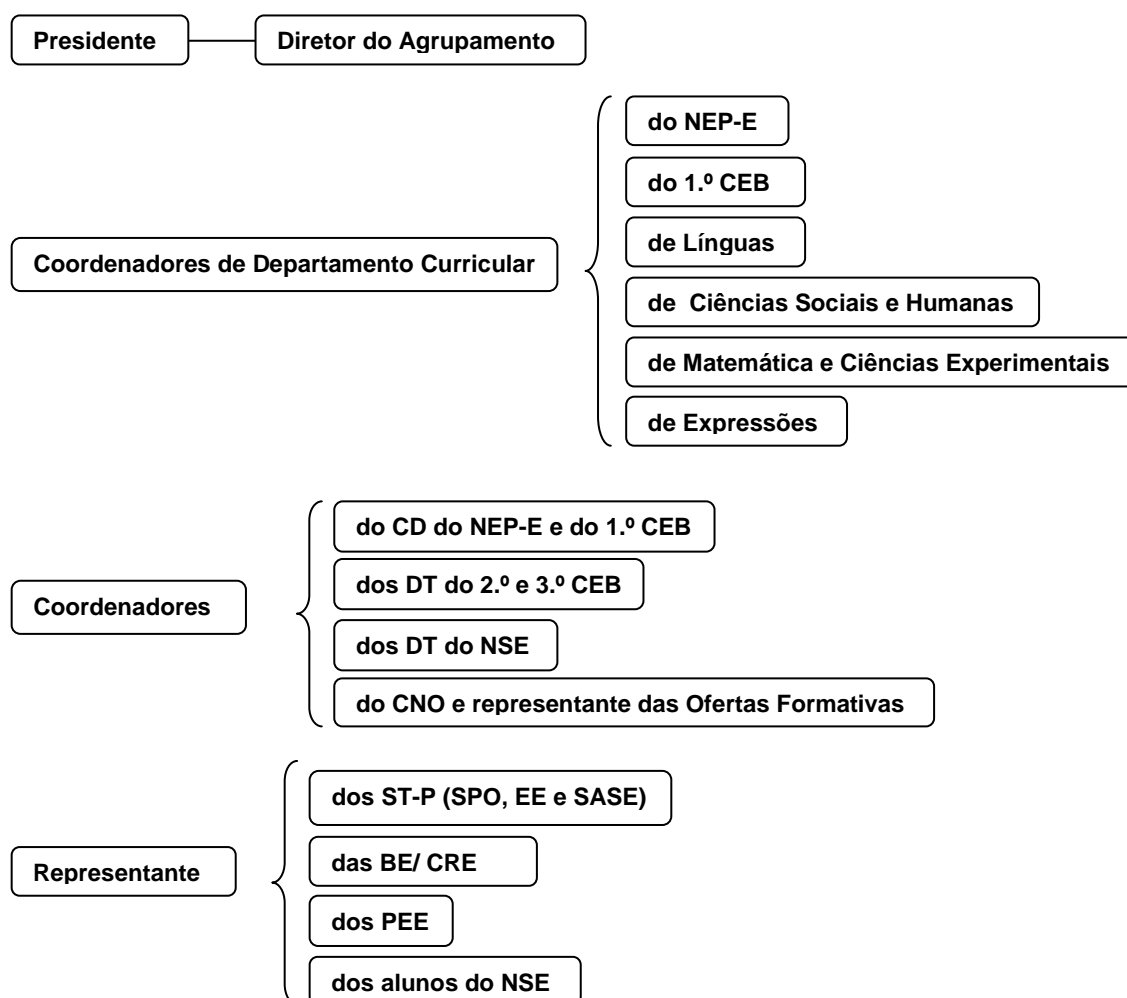 Presidente
Diretor do Agrupamento
Coordenadores de Departamento Curricular
do NEP-E
do 1.º CEB
de Línguas
de Ciências Sociais e Humanas
de Matemática e Ciências Experimentais
de Expressões
Coordenadores
do CD do NEP-E e do 1.º CEB
dos DT do 2.º e 3.º CEB
dos DT do NSE
do CNO e representante das Ofertas Formativas
Representante
dos ST-P (SPO, EE e SASE)
das BE/ CRE
dos PEE
dos alunos do NSE